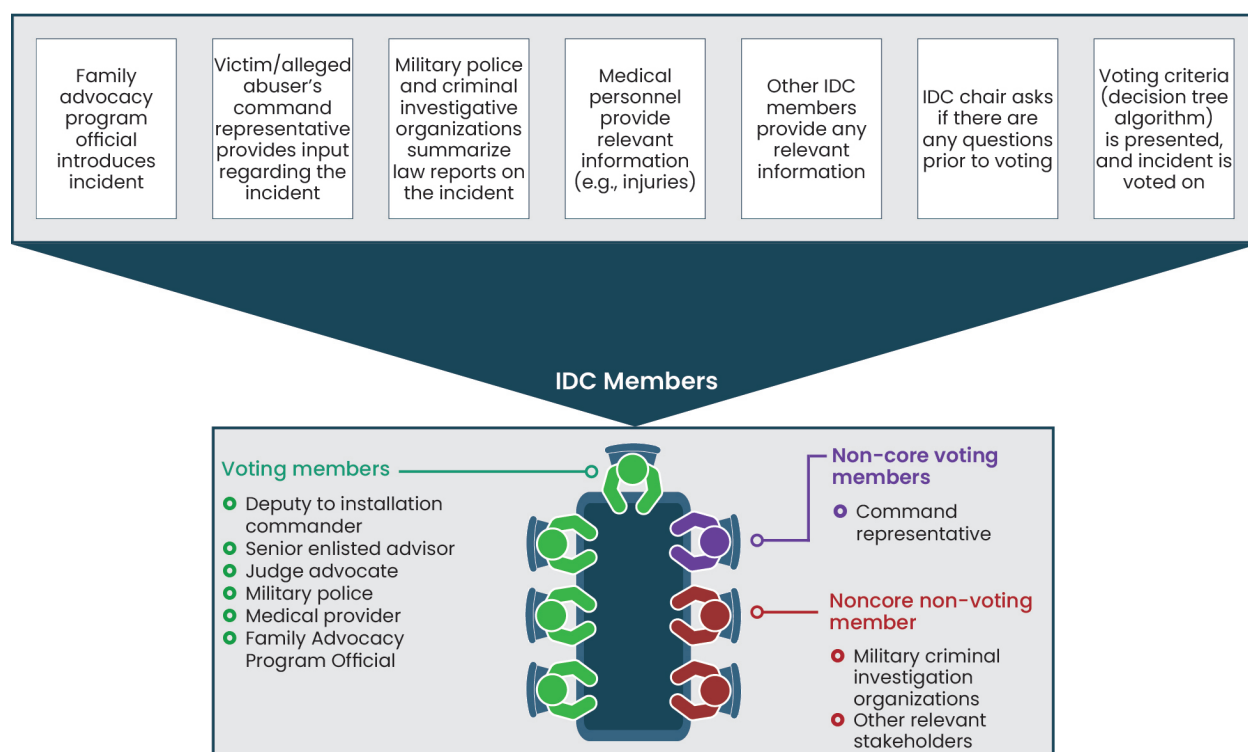 Family
advocacy
program
official
introduces
incident
Victim/alleged
abuser's
command
representative
provides input
regarding the
incident
Military police
and criminal
investigative
organizations
summarize
law reports on
the incident
Medical
personnel
provide
relevant
information
(e.g., injuries)
Other IDC
members
provide any
relevant
information
IDC chair asks
if there are
any questions
prior to voting
Voting criteria
(decision tree
algorithm)
is presented,
and incident is
voted on
IDC Members
Voting members
Deputy to installation
commander
Senior enlisted advisor
Judge advocate
Military police
Medical provider
Family Advocacy
Program Official
Non-core voting
members
Command
representative
Noncore non-voting
member
Military criminal
investigation
organizations
Other relevant
stakeholders